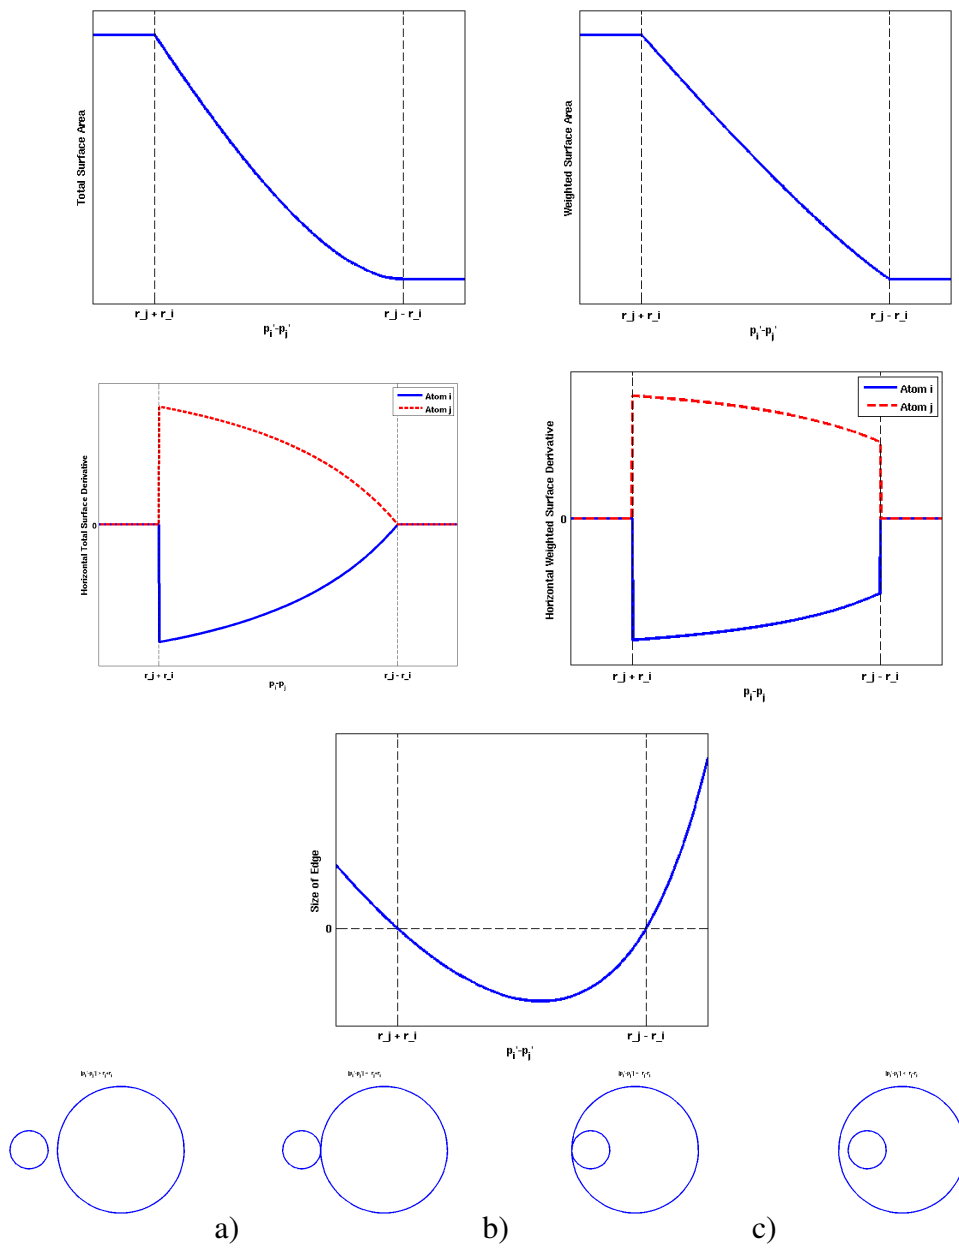 Total Surface Area
r_j + r_i
r_j - r_i
p_i'-p_j'
Weighted Surface Area
r_j + r_i
r_j - r_i
p_i'-p_j'
Horizontal Total Surface Derivative
Atom i
Atom j
0
r_j + r_i
r_j - r_i
p_i-p_j
Horizontal Weighted Surface Derivative
Atom i
Atom j
0
r_j + r_i
r_j - r_i
p_i-p_j
Size of Edge
0
r_j + r_i
r_j - r_i
p_i'-p_j'
a)
b)
c)